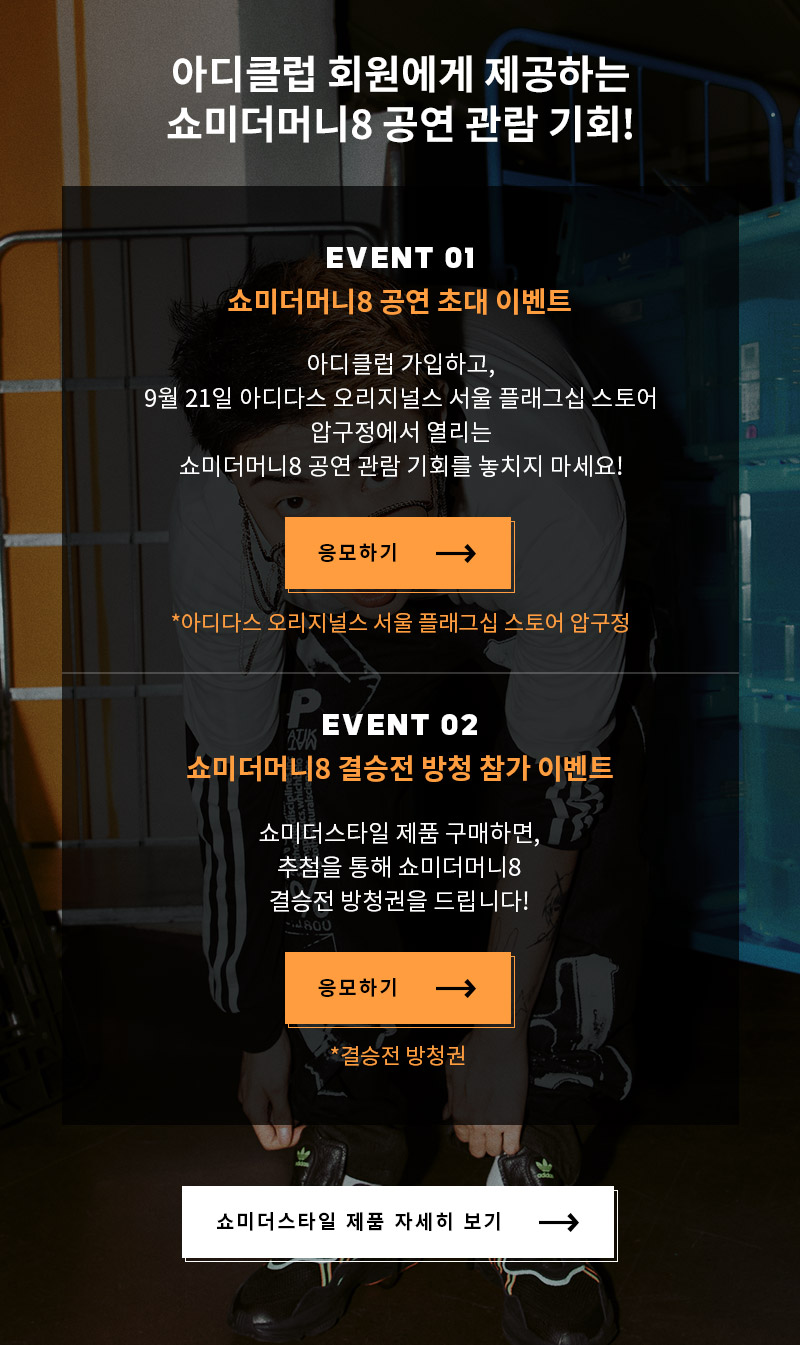 아디클럽 회원에게 제공하는
쇼미더머니8 공연 관람 기회!
EVENT 01
쇼미더머니8 공연 초대 이벤트
아디클럽 가입하고,
9월 21일 아디다스 오리지널스 서울 플래그십 스토어
압구정에서 열리는
쇼미더머니8 공연 관람 기회를 놓치지 마세요!
응모하기
*아디다스 오리지널스 서울 플래그십 스토어 압구정
EVENT 02
쇼미더머니8 결승전 방청 참가 이벤트
쇼미더스타일 제품 구매하면,
추첨을 통해 쇼미더머니8
결승전 방청권을 드립니다!
응모하기
*결승전 방청권
adidas
adidas
쇼미더스타일 제품 자세히 보기